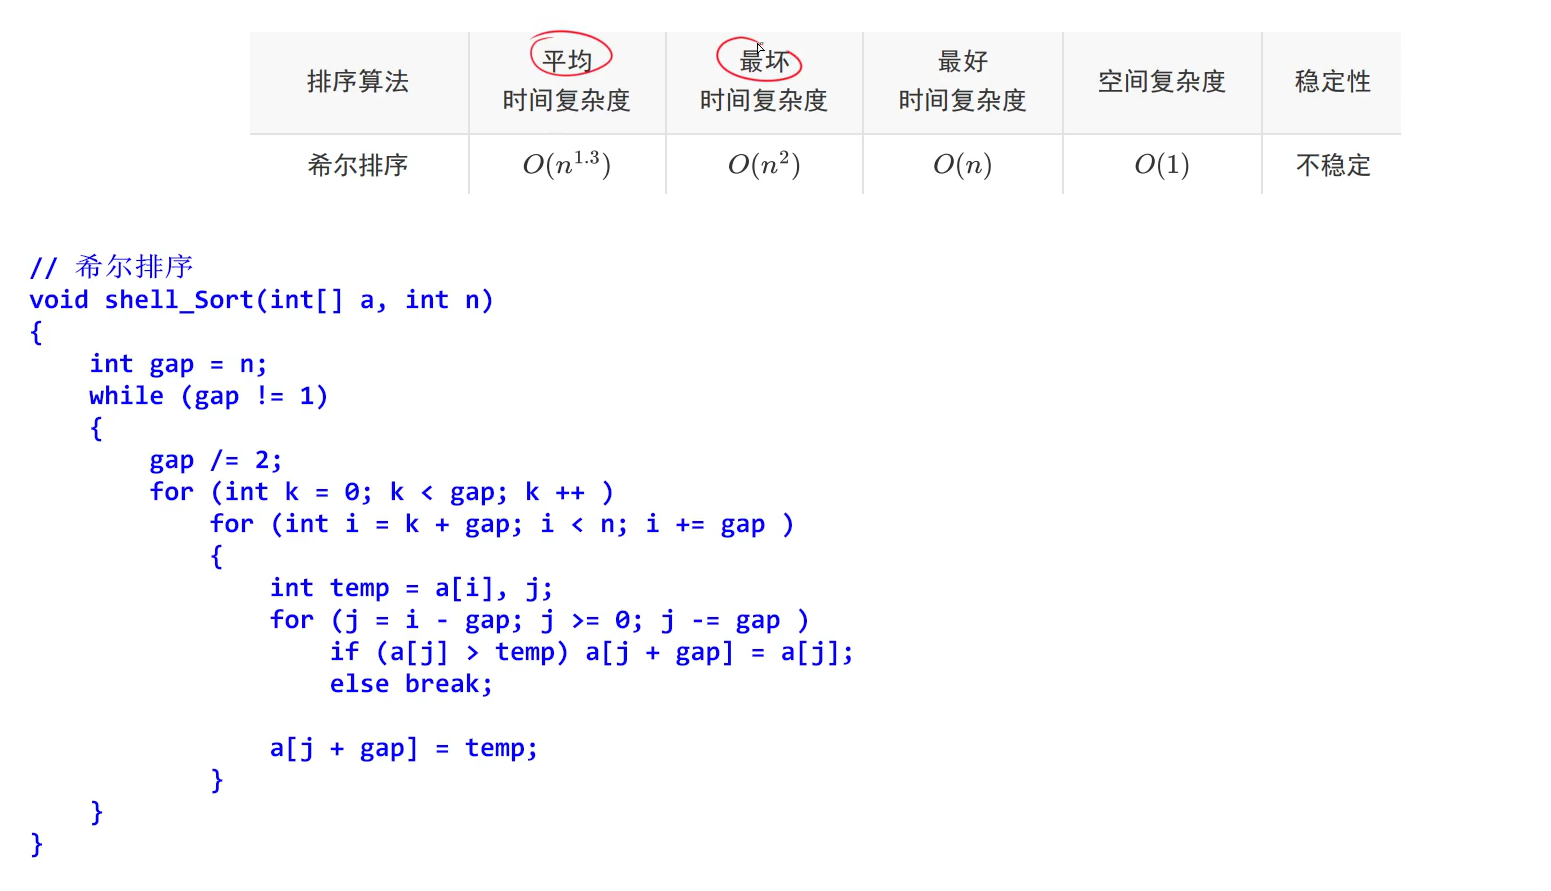 排序算法 平均 时间复杂度 最坏 时间复杂度 最好 时间复杂度 空间复杂度 稳定性
希尔排序 O(n^1.3) O(n^2) O(n) O(1) 不稳定
// 希尔排序
void shell_Sort(int[] a, int n)
{
    int gap = n;
    while (gap != 1)
    {
        gap /= 2;
        for (int k = 0; k < gap; k ++ )
            for (int i = k + gap; i < n; i += gap )
            {
                int temp = a[i], j;
                for (j = i - gap; j >= 0; j -= gap )
                    if (a[j] > temp) a[j + gap] = a[j];
                    else break;

                a[j + gap] = temp;
            }
    }
}